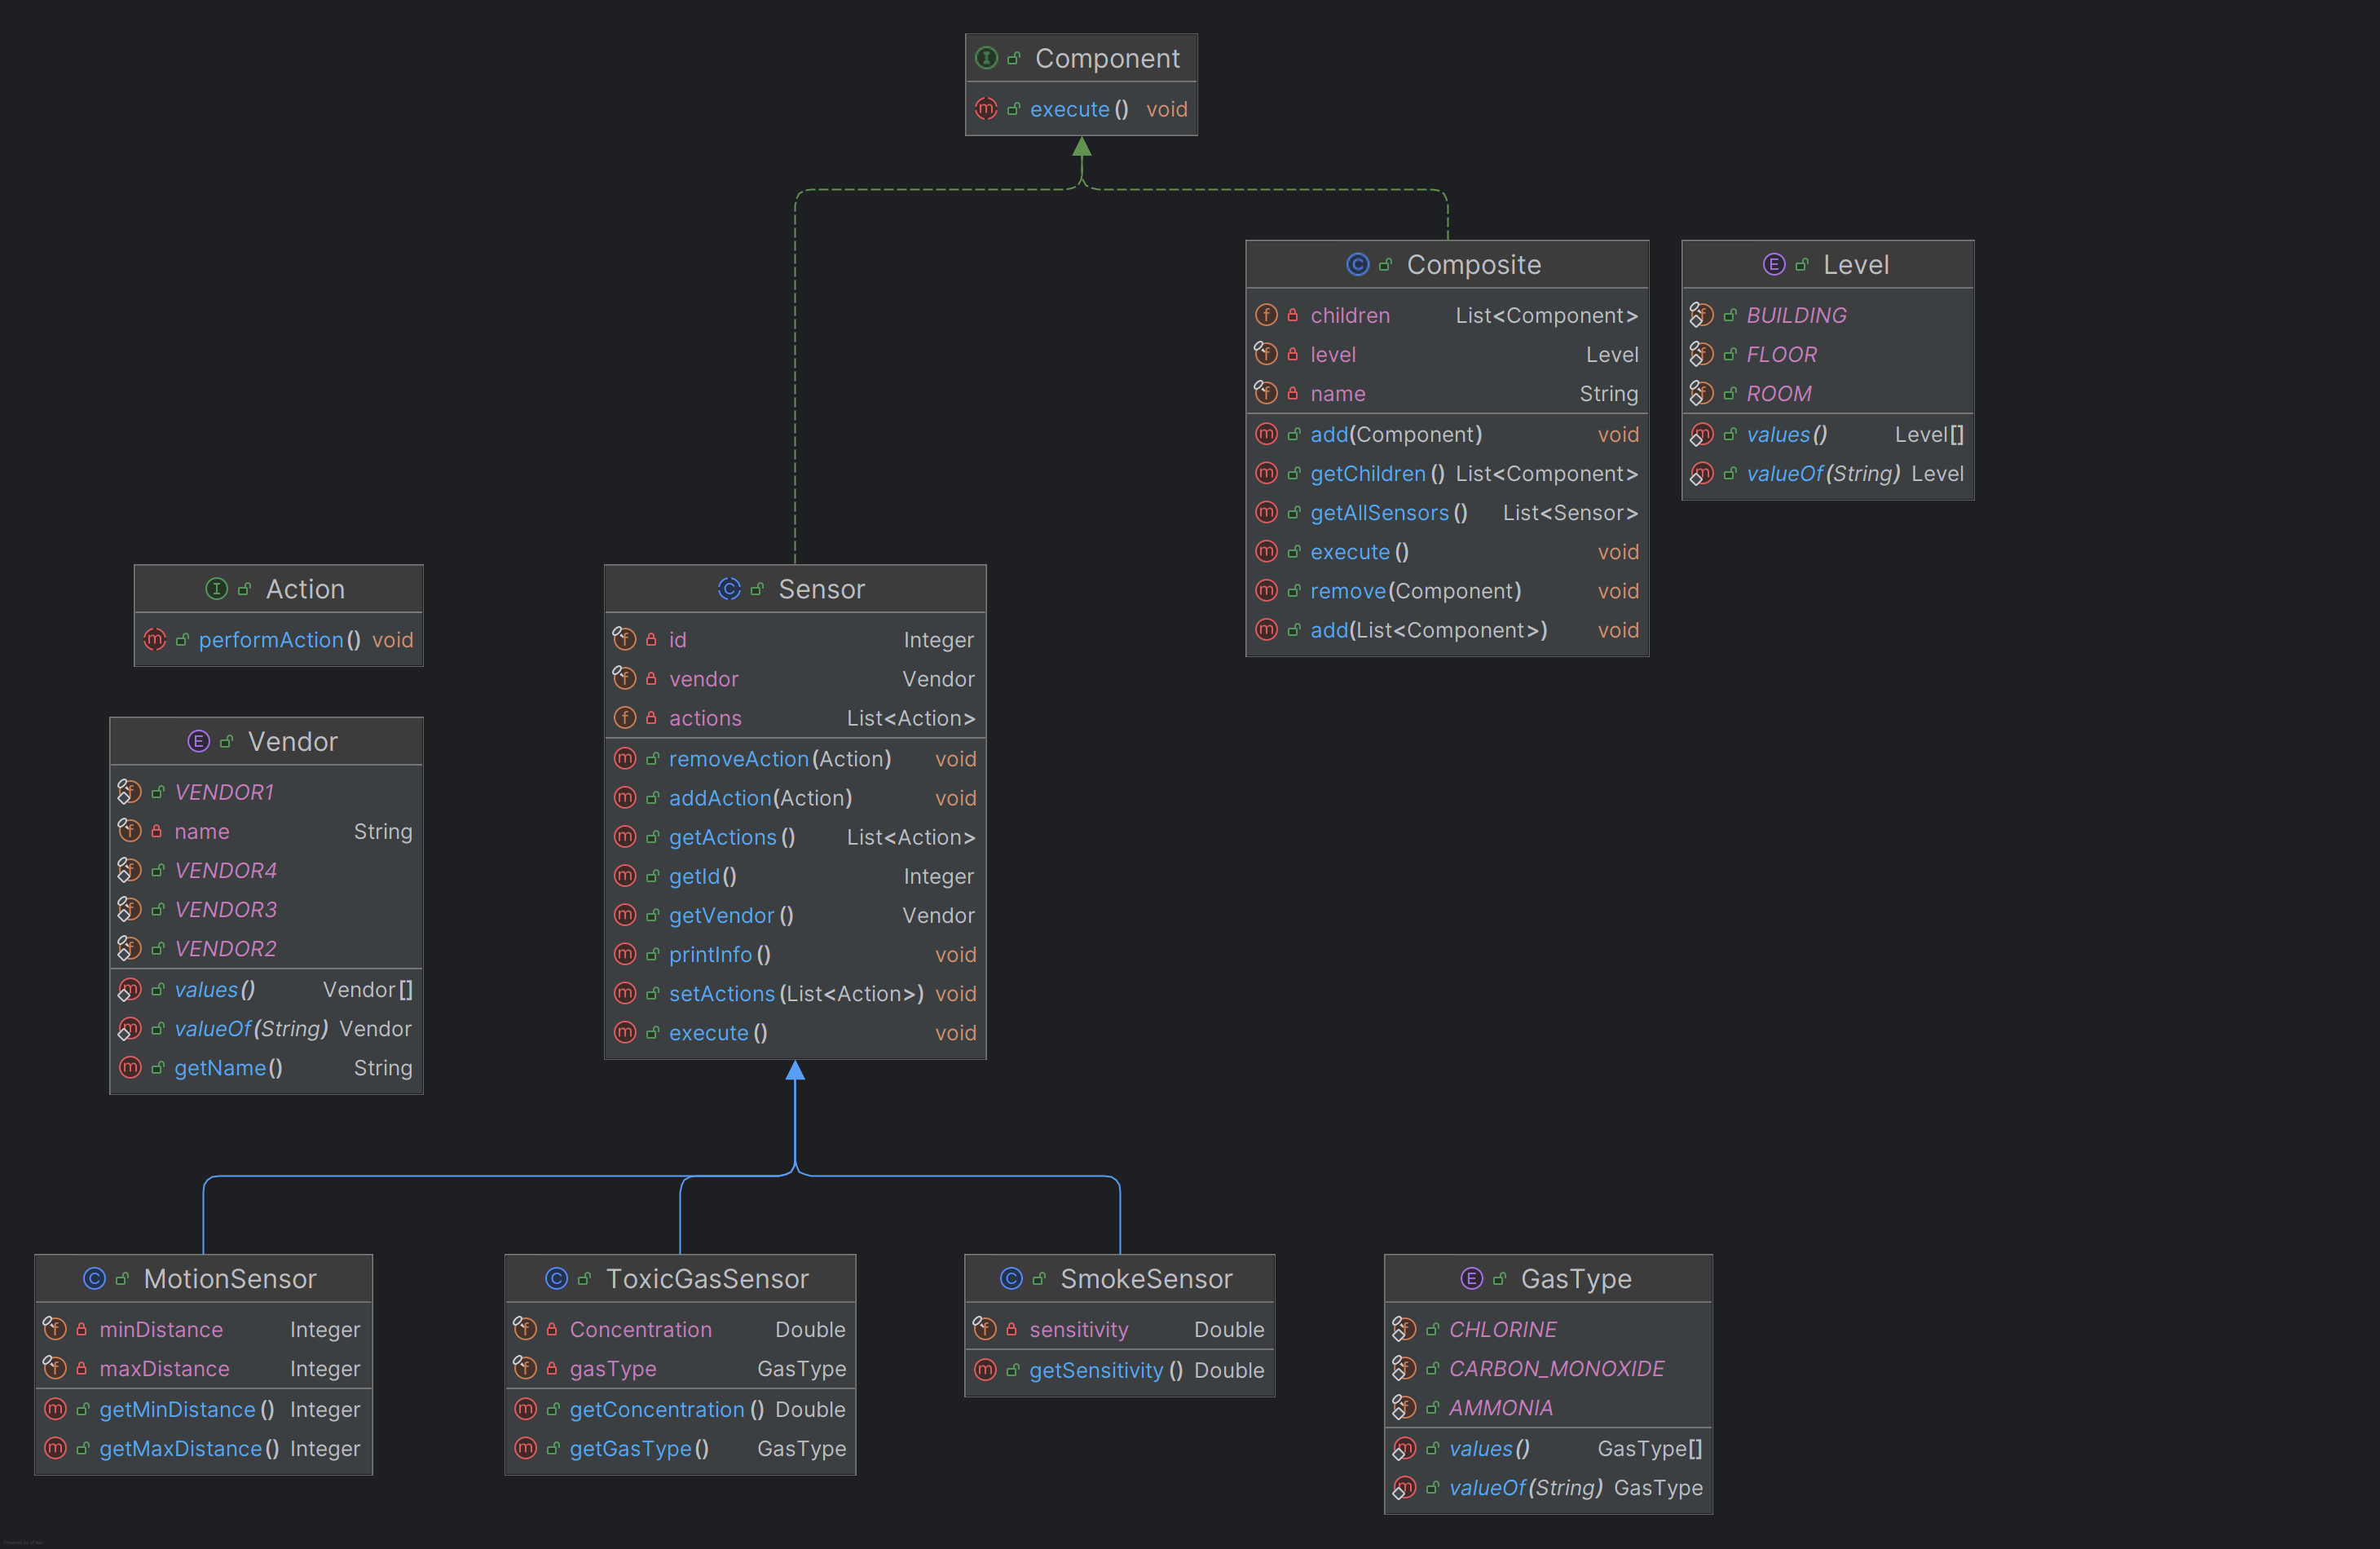 Component
execute() void
Composite
children List<Component>
level Level
name String
add(Component) void
getChildren() List<Component>
getAllSensors() List<Sensor>
execute() void
remove(Component) void
add(List<Component>) void
Level
BUILDING
FLOOR
ROOM
values() Level[]
valueOf(String) Level
Action
performAction() void
Vendor
VENDOR1
name String
VENDOR4
VENDOR3
VENDOR2
values() Vendor[]
valueOf(String) Vendor
getName() String
Sensor
id Integer
vendor Vendor
actions List<Action>
removeAction(Action) void
addAction(Action) void
getActions() List<Action>
getId() Integer
getVendor() Vendor
printInfo() void
setActions(List<Action>) void
execute() void
MotionSensor
minDistance Integer
maxDistance Integer
getMinDistance() Integer
getMaxDistance() Integer
ToxicGasSensor
Concentration Double
gasType GasType
getConcentration() Double
getGasType() GasType
SmokeSensor
sensitivity Double
getSensitivity() Double
GasType
CHLORINE
CARBON_MONOXIDE
AMMONIA
values() GasType[]
valueOf(String) GasType